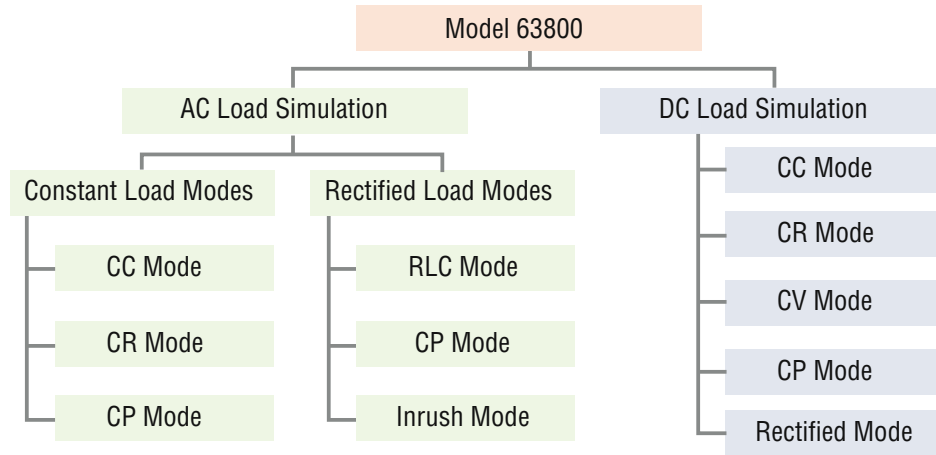 Model 63800
AC Load Simulation
DC Load Simulation
Constant Load Modes
Rectified Load Modes
CC Mode
CR Mode
CP Mode
RLC Mode
CP Mode
Inrush Mode
CC Mode
CR Mode
CV Mode
CP Mode
Rectified Mode